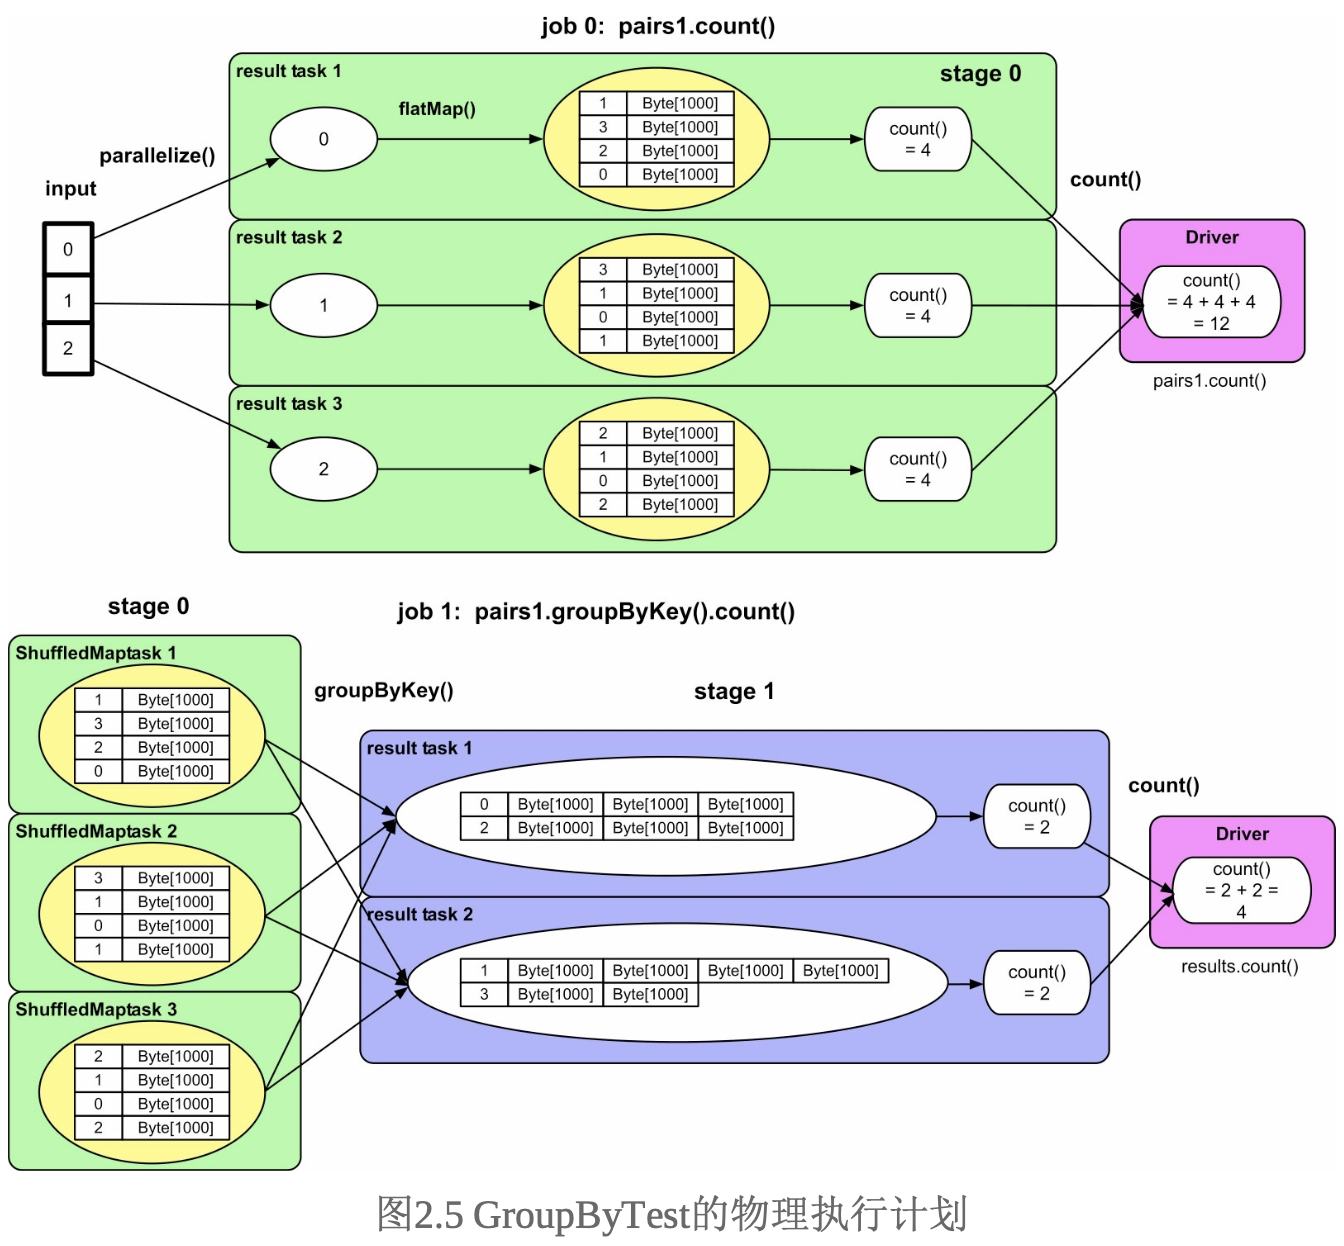 job 0:  pairs1.count()
result task 1
stage 0
flatMap()
0
1 Byte[1000]
3 Byte[1000]
2 Byte[1000]
0 Byte[1000]
count()
= 4
parallelize()
input
0
1
2
result task 2
1
3 Byte[1000]
1 Byte[1000]
0 Byte[1000]
1 Byte[1000]
count()
= 4
result task 3
2
2 Byte[1000]
1 Byte[1000]
0 Byte[1000]
2 Byte[1000]
count()
= 4
count()
Driver
count()
= 4 + 4 + 4
= 12
pairs1.count()
stage 0
job 1:  pairs1.groupByKey().count()
ShuffledMaptask 1
1 Byte[1000]
3 Byte[1000]
2 Byte[1000]
0 Byte[1000]
ShuffledMaptask 2
3 Byte[1000]
1 Byte[1000]
0 Byte[1000]
1 Byte[1000]
ShuffledMaptask 3
2 Byte[1000]
1 Byte[1000]
0 Byte[1000]
2 Byte[1000]
groupByKey()
stage 1
result task 1
0 Byte[1000] Byte[1000] Byte[1000]
2 Byte[1000] Byte[1000] Byte[1000]
count()
= 2
result task 2
1 Byte[1000] Byte[1000] Byte[1000] Byte[1000]
3 Byte[1000] Byte[1000]
count()
= 2
count()
Driver
count()
= 2 + 2 =
4
results.count()
图2.5 GroupByTest的物理执行计划